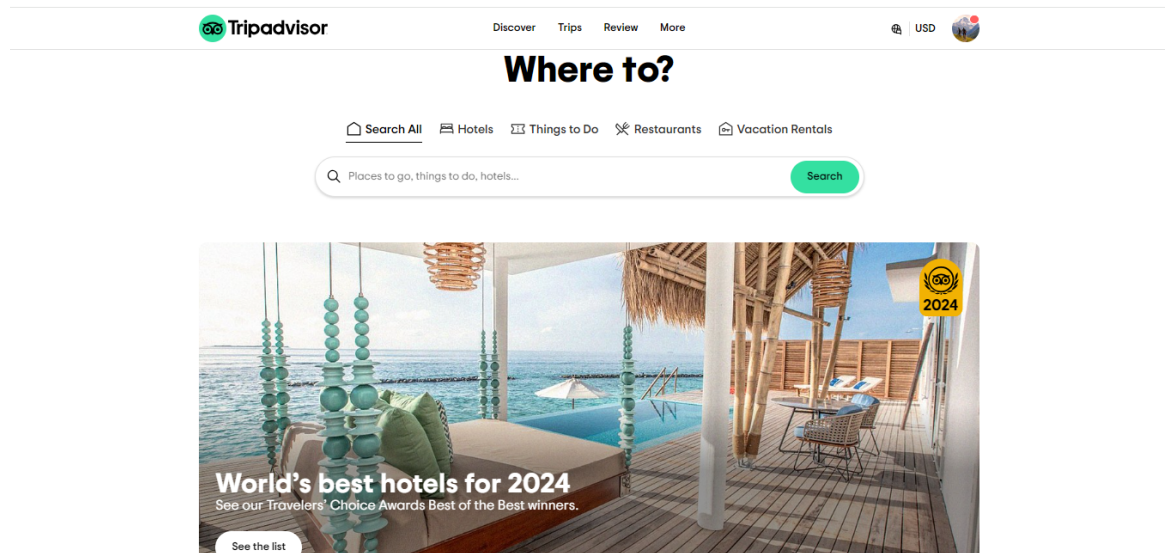 Tripadvisor Discover Trips Review More USD
Where to?
Search All Hotels Things to Do Restaurants Vacation Rentals
Places to go, things to do, hotels... Search
2024
World's best hotels for 2024
See our Travelers' Choice Awards Best of the Best winners.
See the list